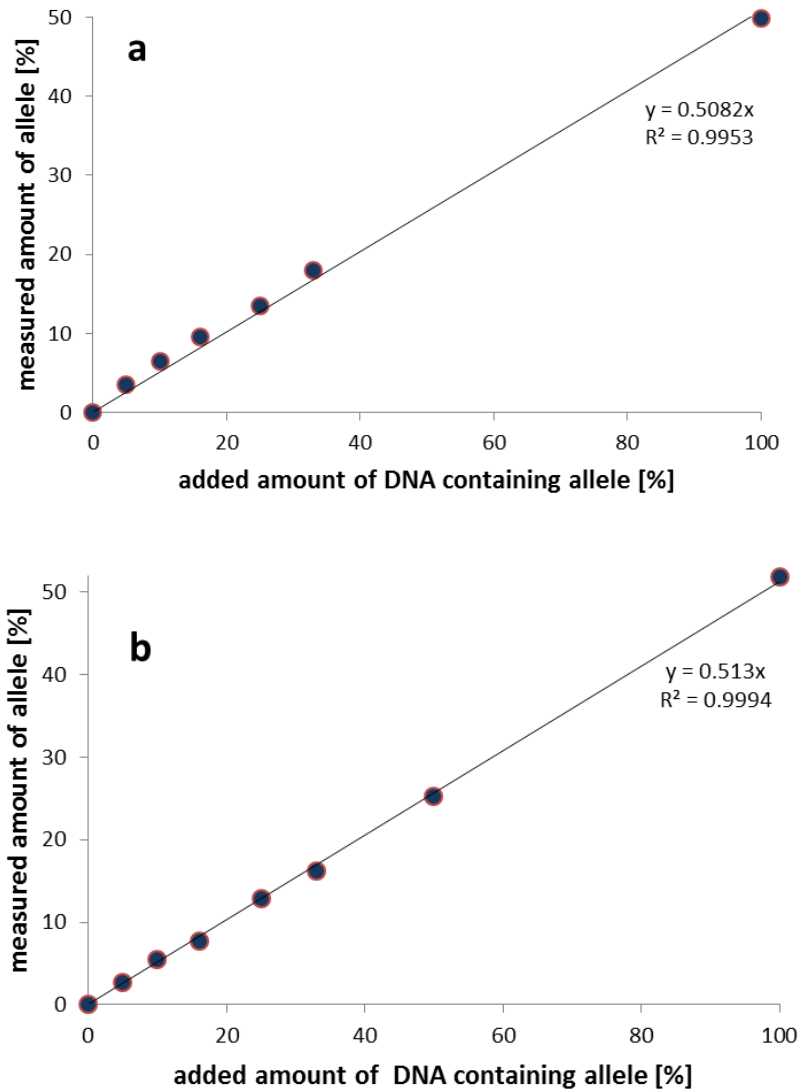 a
measured amount of allele [%]
50
40
30
20
10
0
y = 0.5082x
R² = 0.9953
0 20 40 60 80 100
added amount of DNA containing allele [%]
b
measured amount of allele [%]
50
40
30
20
10
0
y = 0.513x
R² = 0.9994
0 20 40 60 80 100
added amount of DNA containing allele [%]